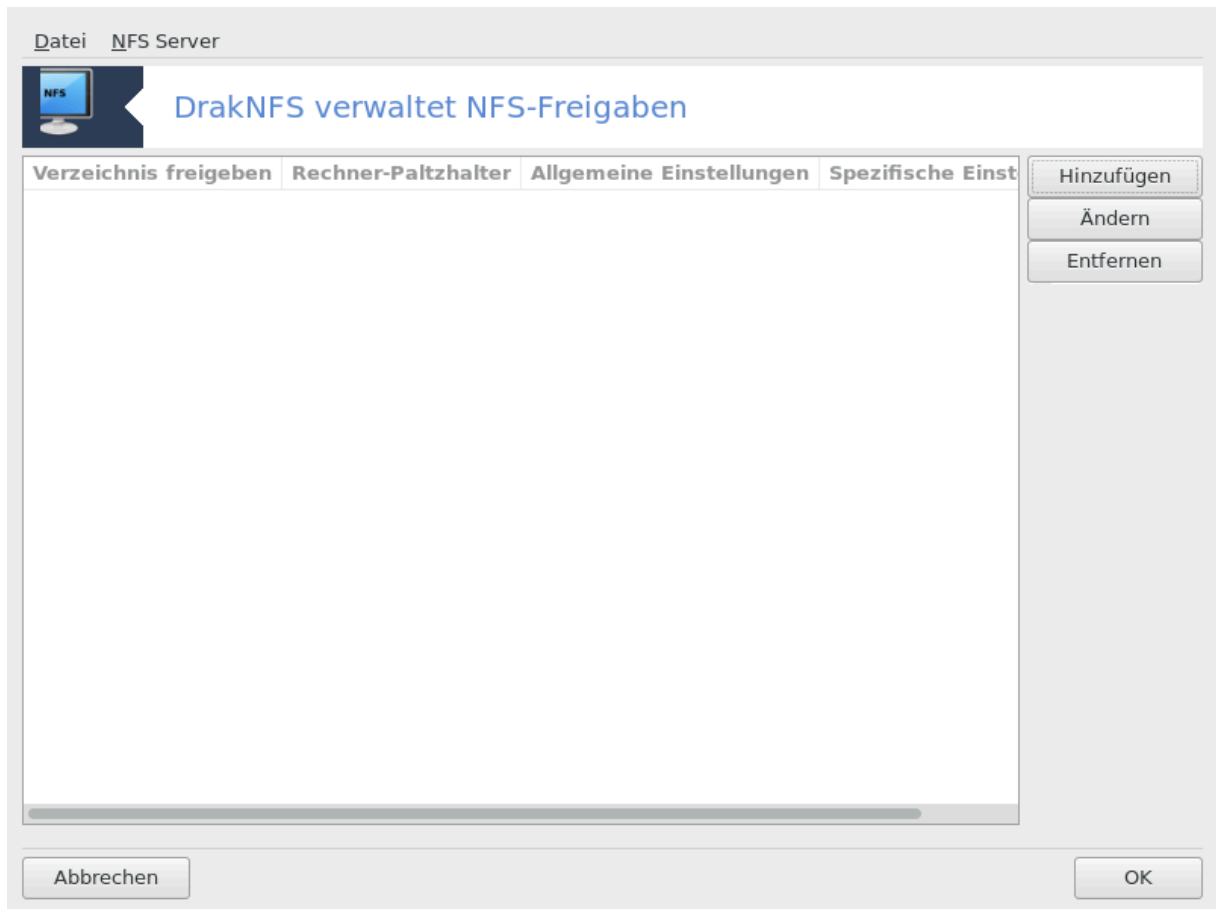 Datei NFS Server
NFS
DrakNFS verwaltet NFS-Freigaben
Verzeichnis freigeben Rechner-Paltzhalter Allgemeine Einstellungen Spezifische Einst
Hinzufügen
Ändern
Entfernen
Abbrechen OK